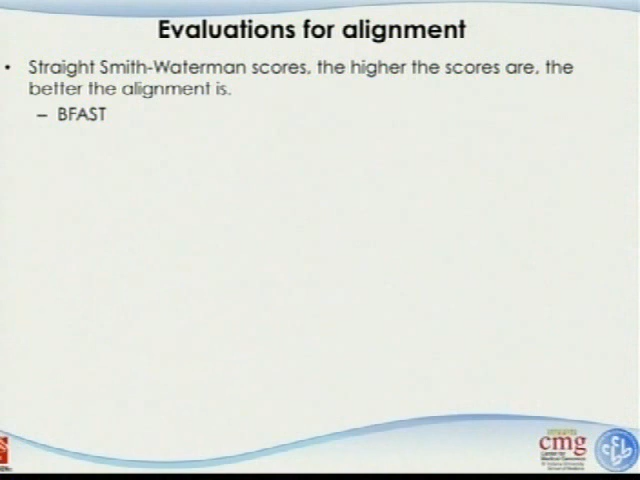 Evaluations for alignment
• Straight Smith-Waterman scores, the higher the scores are, the
better the alignment is.
– BFAST
cmg